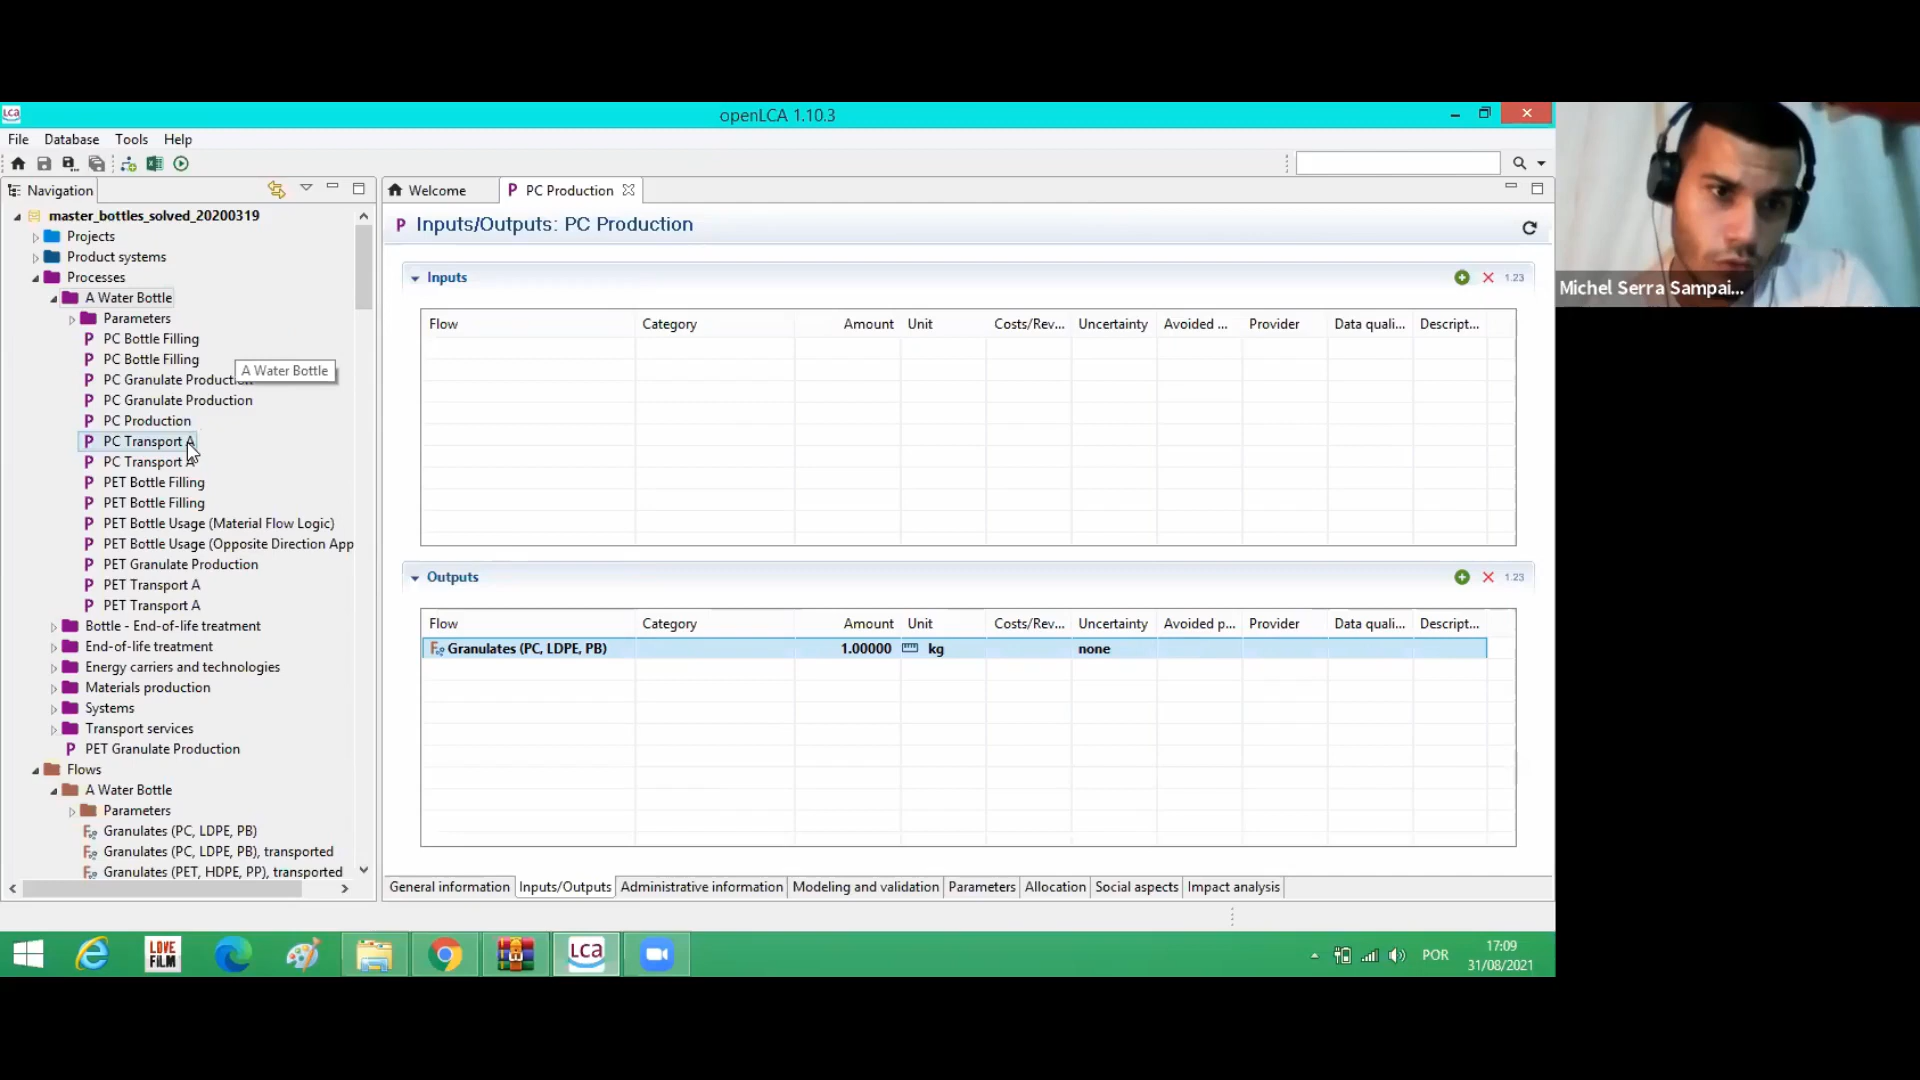 LCA
openLCA 1.10.3
File Database Tools Help
Navigation
Welcome
P PC Production
master_bottles_solved_20200319
Projects
Product systems
Processes
A Water Bottle
Parameters
P PC Bottle Filling
P PC Bottle Filling
A Water Bottle
P PC Granulate Production
P PC Granulate Production
P PC Production
P PC Transport A
P PC Transport A
P PET Bottle Filling
P PET Bottle Filling
P PET Bottle Usage (Material Flow Logic)
P PET Bottle Usage (Opposite Direction App
P PET Granulate Production
P PET Transport A
P PET Transport A
Bottle - End-of-life treatment
End-of-life treatment
Energy carriers and technologies
Materials production
Systems
Transport services
P PET Granulate Production
Flows
A Water Bottle
Parameters
Granulates (PC, LDPE, PB)
Granulates (PC, LDPE, PB), transported
Granulates (PET, HDPE, PP), transported
P Inputs/Outputs: PC Production
Inputs
1.23
Flow Category Amount Unit Costs/Rev... Uncertainty Avoided ... Provider Data quali... Descript...
Outputs
1.23
Flow Category Amount Unit Costs/Rev... Uncertainty Avoided p... Provider Data quali... Descript...
Granulates (PC, LDPE, PB) 1.00000 kg none
General information Inputs/Outputs Administrative information Modeling and validation Parameters Allocation Social aspects Impact analysis
Michel Serra Sampai...
LOVE
FILM
LCA
POR
17:09
31/08/2021